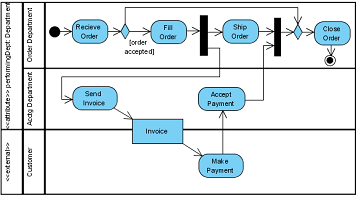 <<attribute>> performingDept: Department
Order Department
Recieve
Order
[order
accepted]
Fill
Order
Ship
Order
Close
Order
Acctg Department
Send
Invoice
Accept
Payment
Invoice
<<external>>
Customer
Make
Payment